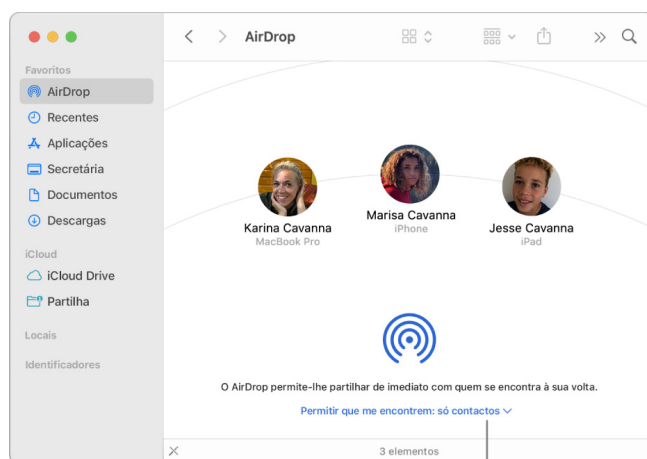 AirDrop
Favoritos
AirDrop
Recentes
Aplicações
Secretária
Documentos
Descargas
iCloud
iCloud Drive
Partilha
Locais
Identificadores
Karina Cavanna
MacBook Pro
Marisa Cavanna
iPhone
Jesse Cavanna
iPad
O AirDrop permite-lhe partilhar de imediato com quem se encontra à sua volta.
Permitir que me encontrem: só contactos
3 elementos